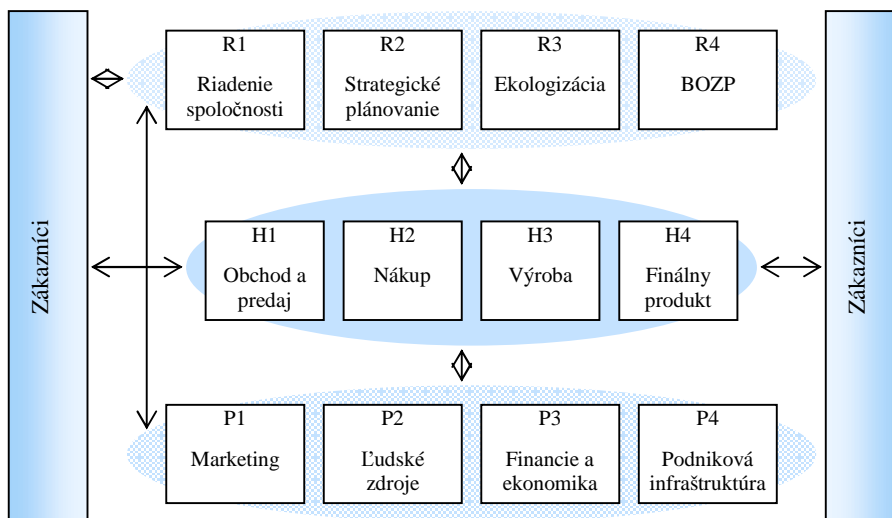 Zákazníci
R1
Riadenie
spoločnosti
R2
Strategické
plánovanie
R3
Ekologizácia
R4
BOZP
H1
Obchod a
predaj
H2
Nákup
H3
Výroba
H4
Finálny
produkt
P1
Marketing
P2
Ľudské
zdroje
P3
Financie a
ekonomika
P4
Podniková
infraštruktúra
Zákazníci